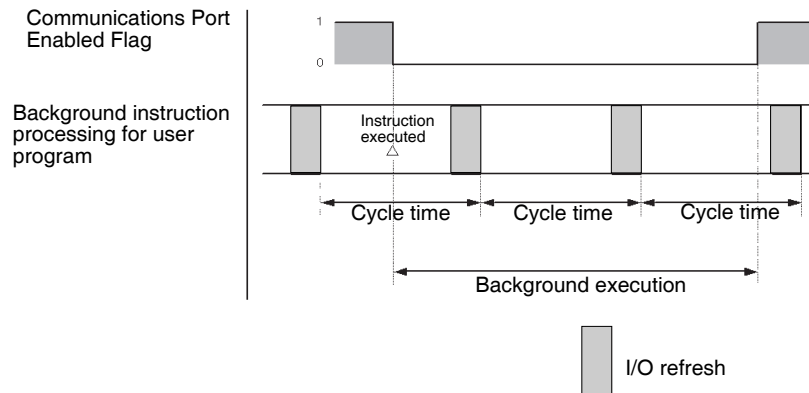 Communications Port
Enabled Flag
1
0
Background instruction
processing for user
program
Instruction
executed
Cycle time
Cycle time
Cycle time
Background execution
I/O refresh